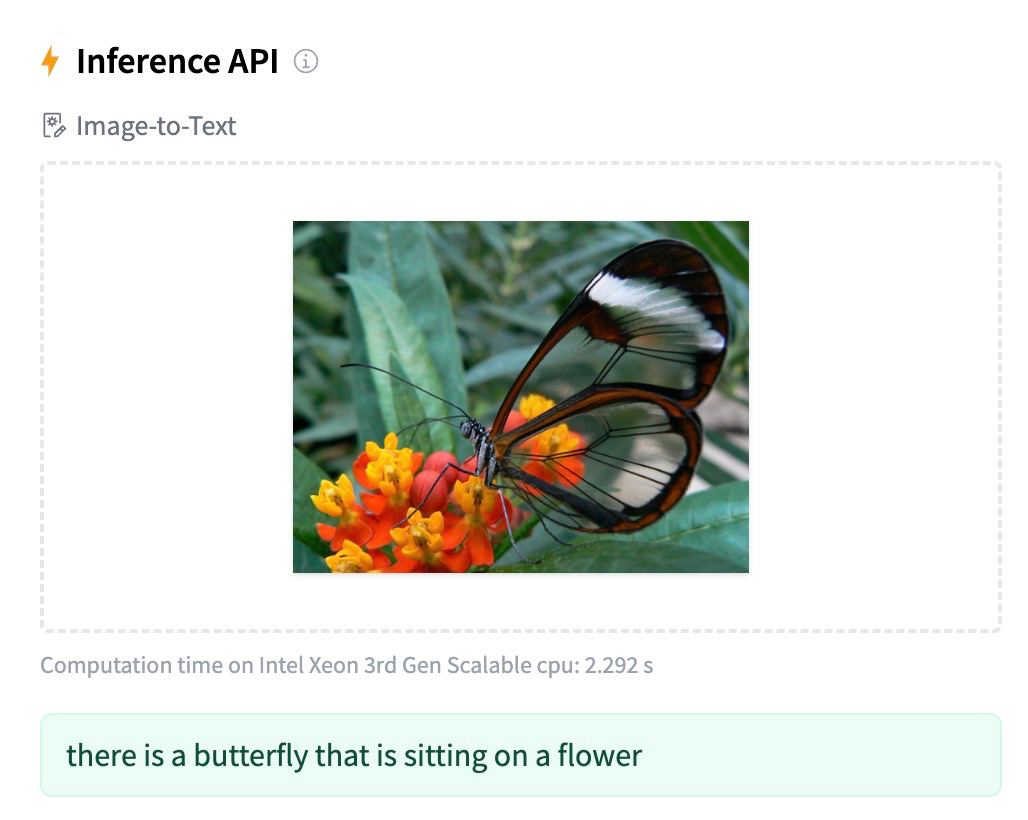 Inference API
Image-to-Text
Computation time on Intel Xeon 3rd Gen Scalable cpu: 2.292 s
there is a butterfly that is sitting on a flower